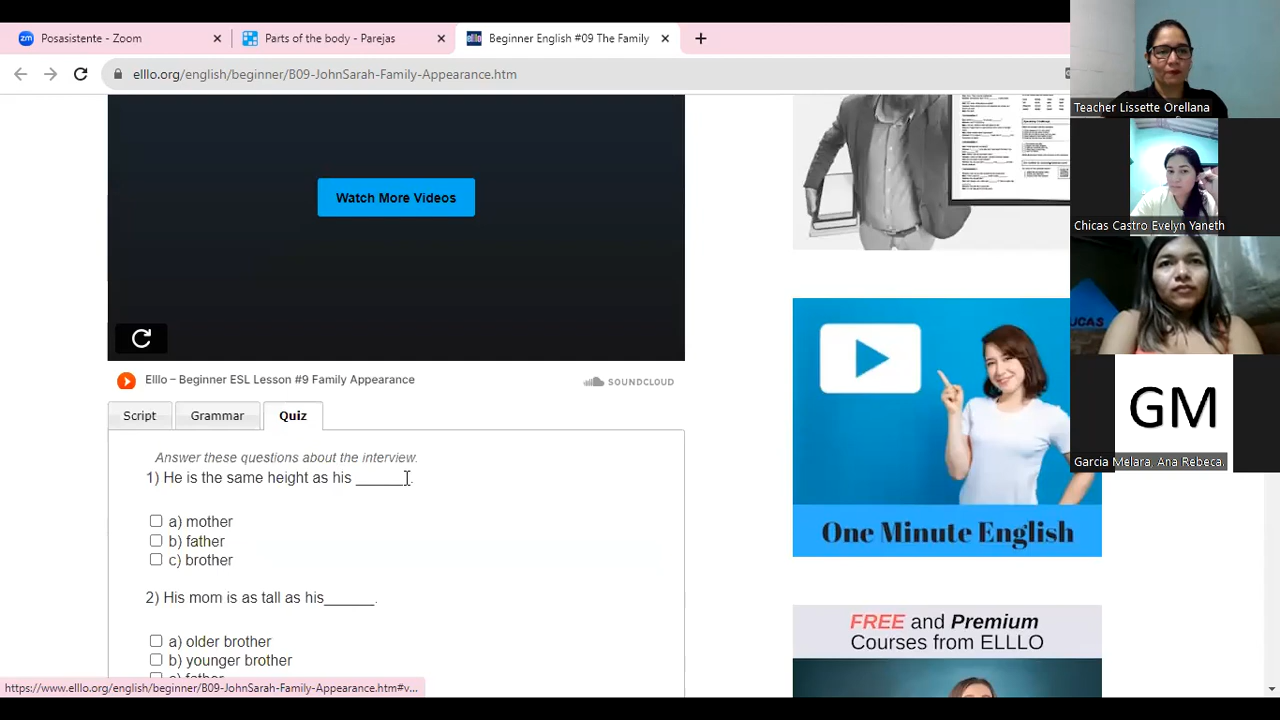 Posasistente - Zoom
Parts of the body - Parejas
Beginner English #09 The Family
elllo.org/english/beginner/B09-JohnSarah-Family-Appearance.htm
Watch More Videos
Elllo – Beginner ESL Lesson #9 Family Appearance
SOUNDCLOUD
Script
Grammar
Quiz
Answer these questions about the interview.
1) He is the same height as his ______.
a) mother
b) father
c) brother
2) His mom is as tall as his______.
a) older brother
b) younger brother
https://www.elllo.org/english/beginner/B09-JohnSarah-Family-Appearance.htm#v...
One Minute English
FREE and Premium
Courses from ELLLO
Teacher Lissette Orellana
Chicas Castro Evelyn Yaneth
UCAS
GM
Garcia Melara, Ana Rebeca.